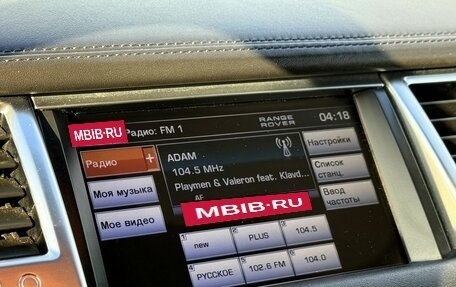 MBIB·RU
Радио: FM 1
RANGE
ROVER
04:18
Радио +
ADAM
104.5 MHz
Playmen & Valeron feat. Klavd...
AF
Настройки
Список
станц.
Ввод
частоты
Моя музыка
Мое видео
MBIB·RU
1 new
2 PLUS
3 104.5
4 РУССКОЕ
5 102.6 FM
6 104.0